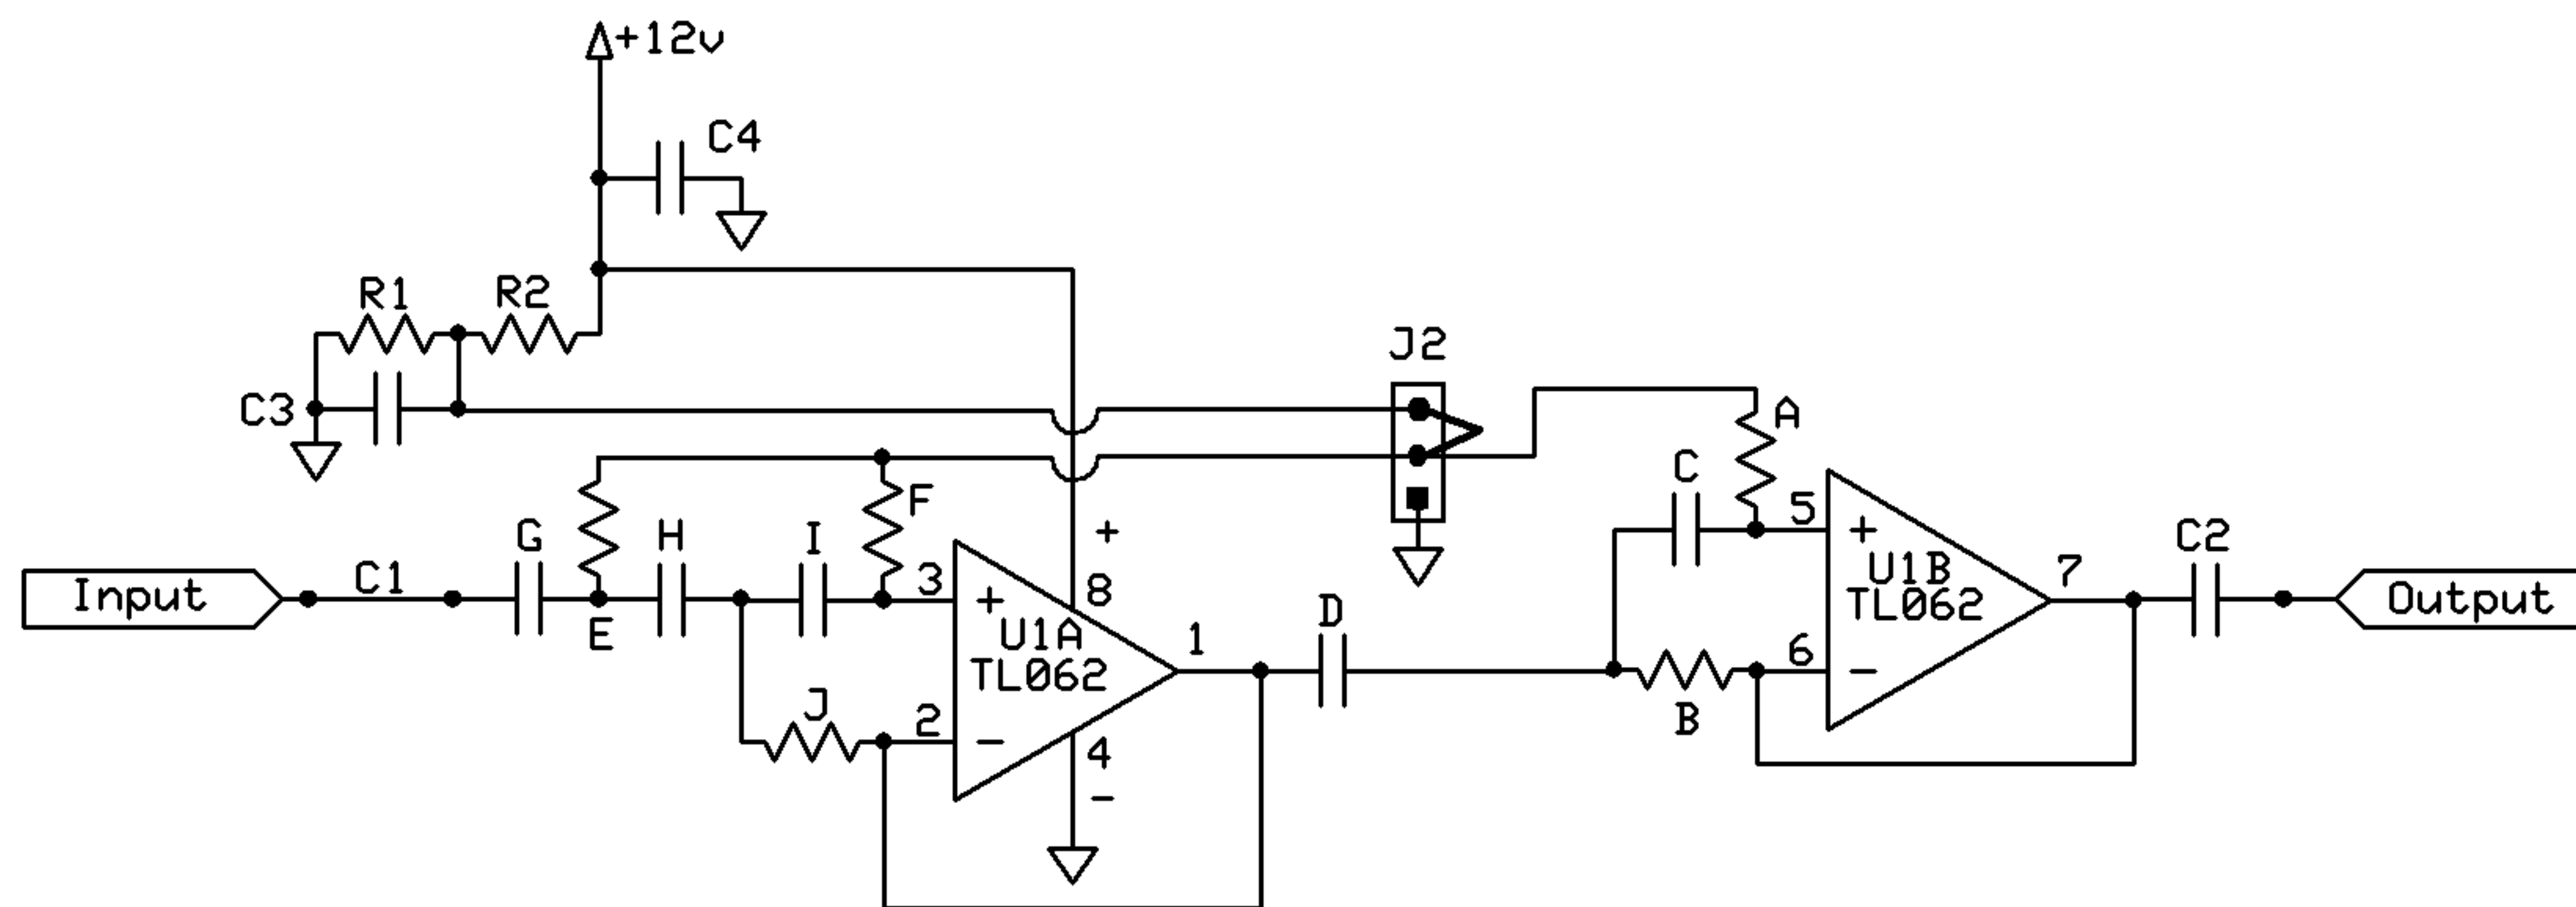 +12v
C4
R1
R2
C3
J2
A
C
F
G
H
I
5
+
3
8
+
+
U1B
TL062
7
C2
Input
C1
E
D
U1A
TL062
1
6
-
Output
J
2
-
B
4
-